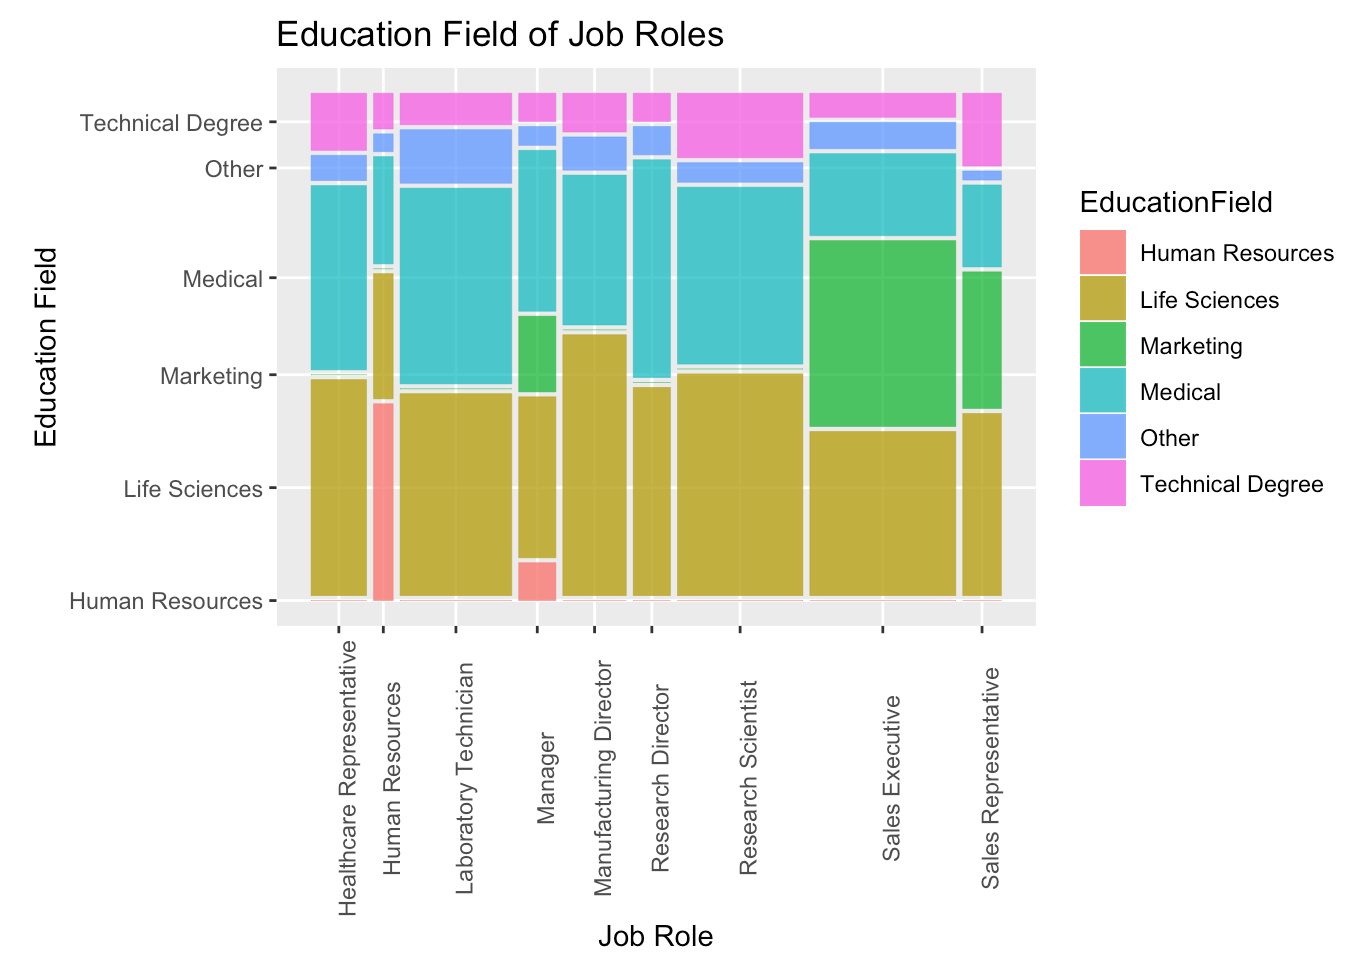 Education Field of Job Roles
Education Field
Technical Degree
Other
Medical
Marketing
Life Sciences
Human Resources
Healthcare Representative
Human Resources
Laboratory Technician
Manager
Manufacturing Director
Research Director
Research Scientist
Sales Executive
Sales Representative
Job Role
EducationField
Human Resources
Life Sciences
Marketing
Medical
Other
Technical Degree